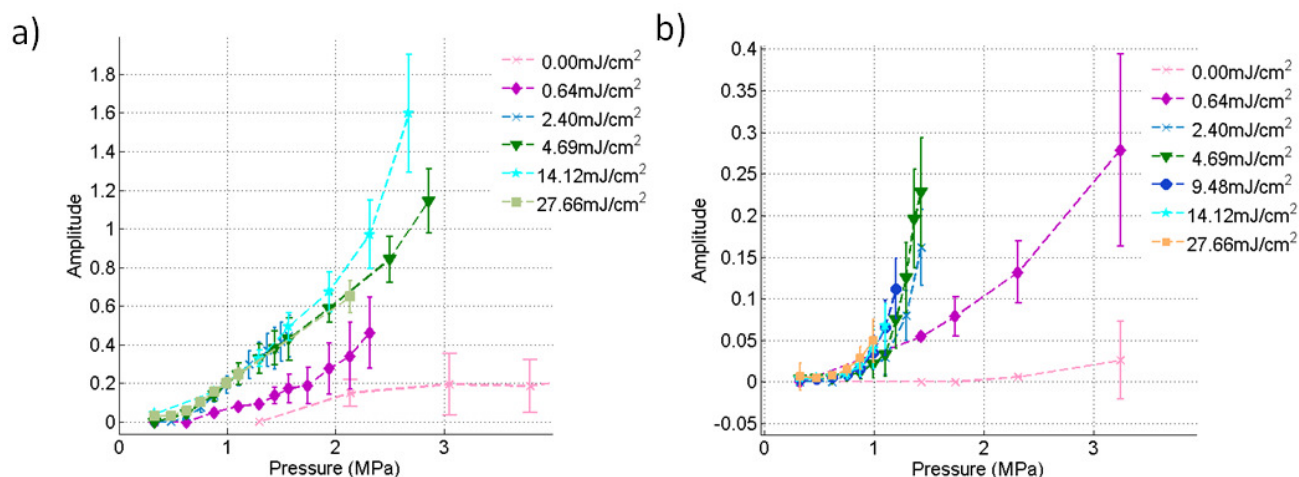 a)
Amplitude
1.8
1.6
1.4
1.2
1
0.8
0.6
0.4
0.2
0
0 1 2 3
Pressure (MPa)
0.00mJ/cm²
0.64mJ/cm²
2.40mJ/cm²
4.69mJ/cm²
14.12mJ/cm²
27.66mJ/cm²
b)
Amplitude
0.4
0.35
0.3
0.25
0.2
0.15
0.1
0.05
0
-0.05
0 1 2 3
Pressure (MPa)
0.00mJ/cm²
0.64mJ/cm²
2.40mJ/cm²
4.69mJ/cm²
9.48mJ/cm²
14.12mJ/cm²
27.66mJ/cm²